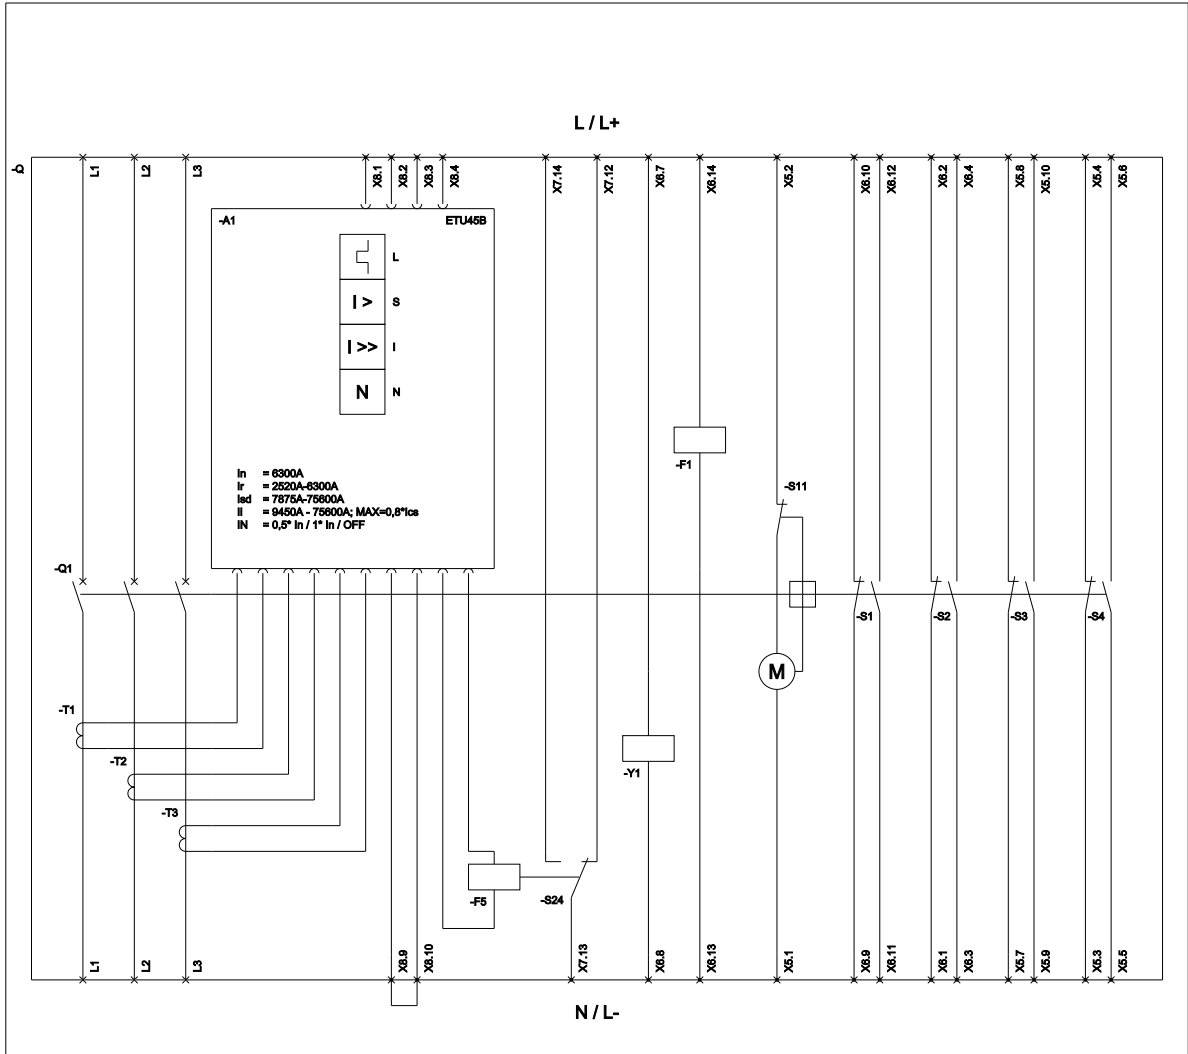 L / L+
-Q
L1
L2
L3
X8.1
X8.2
X8.3
X8.4
X7.14
X7.12
X6.7
X6.14
X5.2
X6.10
X6.12
X6.2
X6.4
X5.8
X5.10
X5.4
X5.6
-A1
ETU45B
L
I >
S
I >>
I
N
N
In = 6300A
Ir = 2520A-6300A
Isd = 7875A-75600A
Ii = 9450A - 75600A; MAX=0,8*Ics
IN = 0,5* In / 1* In / OFF
-F1
-S11
-Q1
-S1
-S2
-S3
-S4
M
-T1
-T2
-T3
-Y1
-F5
-S24
L1
L2
L3
X8.9
X8.10
X7.13
X6.8
X6.13
X5.1
X6.9
X6.11
X6.1
X6.3
X5.7
X5.9
X5.3
X5.5
N / L-